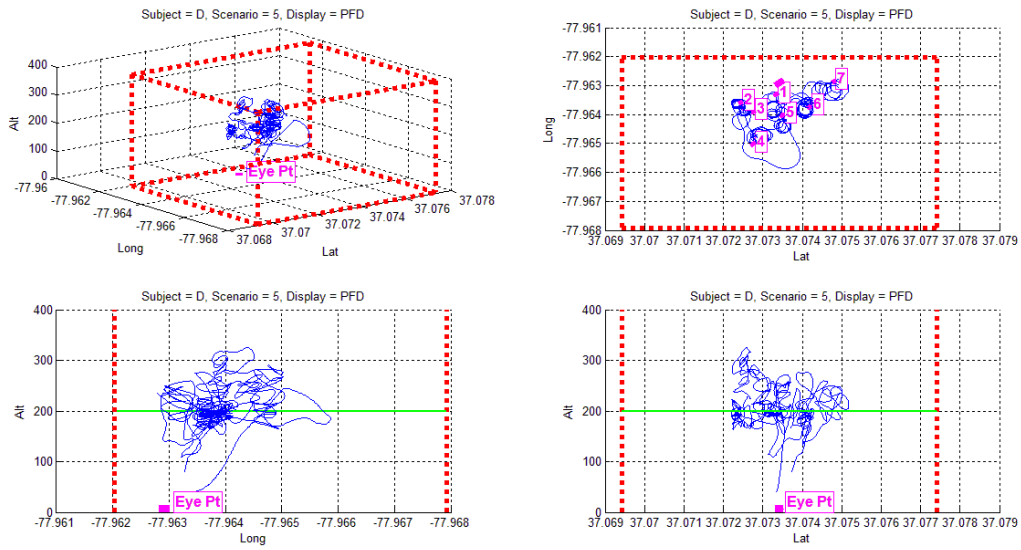 Subject = D, Scenario = 5, Display = PFD
400
300
200
100
0
Alt
-77.96
-77.962
-77.964
-77.966
-77.968
Long
37.068
37.07
37.072
37.074
37.076
37.078
Lat
Eye Pt
Subject = D, Scenario = 5, Display = PFD
-77.961
-77.962
-77.963
-77.964
-77.965
-77.966
-77.967
-77.968
Long
1
2
3
4
5
6
7
37.069 37.07 37.071 37.072 37.073 37.074 37.075 37.076 37.077 37.078 37.079
Lat
Subject = D, Scenario = 5, Display = PFD
400
300
200
100
0
Alt
Eye Pt
-77.961 -77.962 -77.963 -77.964 -77.965 -77.966 -77.967 -77.968
Long
Subject = D, Scenario = 5, Display = PFD
400
300
200
100
0
Alt
Eye Pt
37.069 37.07 37.071 37.072 37.073 37.074 37.075 37.076 37.077 37.078 37.079
Lat